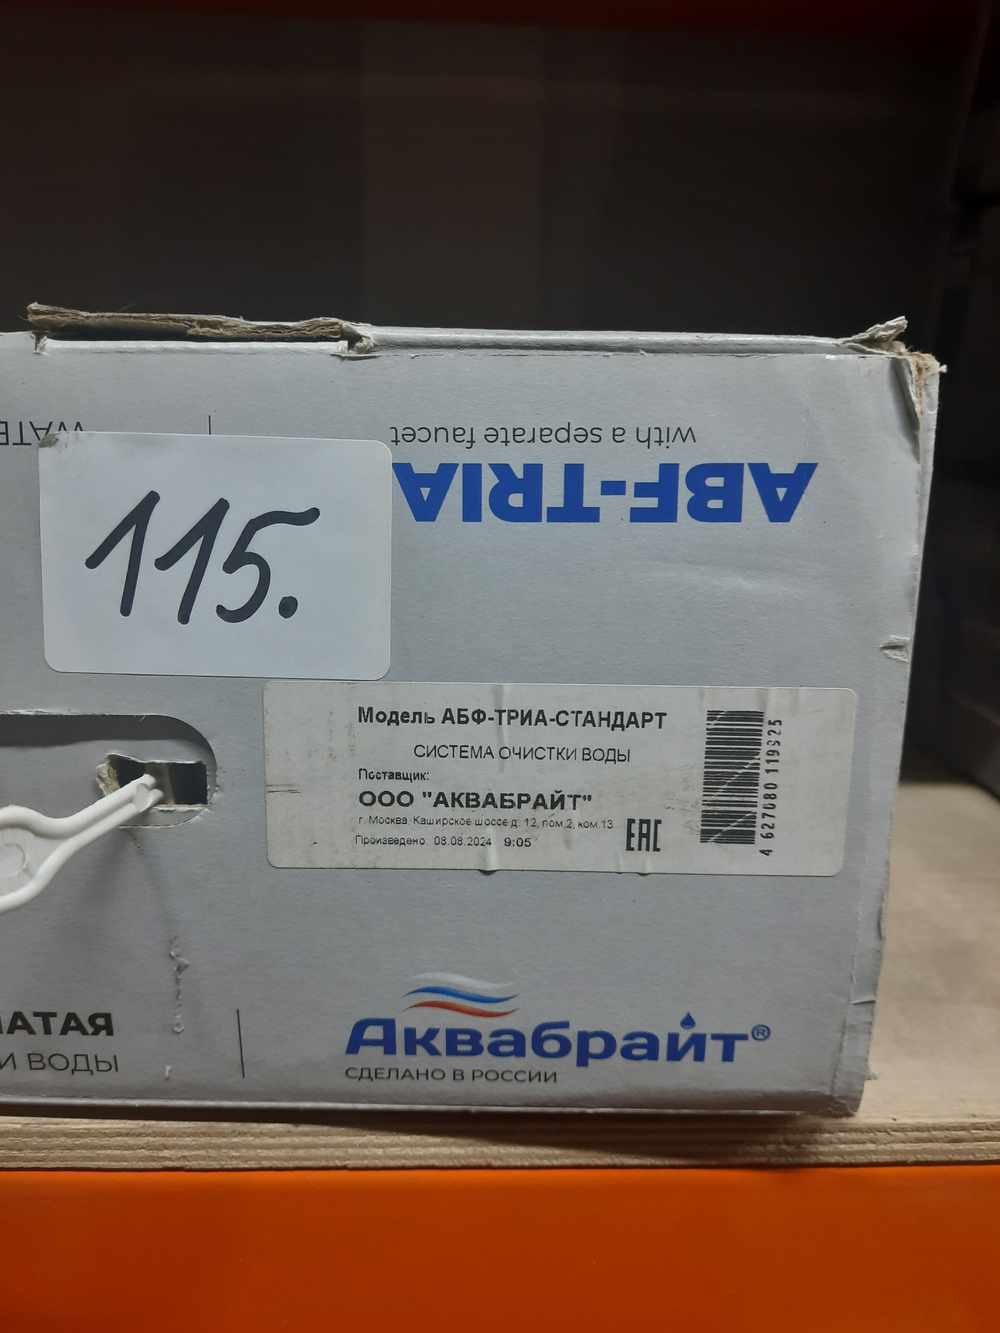 WATE
with a separate faucet
ABF-TRIA
115.
Модель АБФ-ТРИА-СТАНДАРТ
СИСТЕМА ОЧИСТКИ ВОДЫ
Поставщик:
ООО "АКВАБРАЙТ"
г. Москва, Каширское шоссе д. 12, пом.2, ком.13
Произведено: 08.08.2024 9:05
ЕАС
4 627080 119925
АТАЯ
И ВОДЫ
Аквабрайт®
СДЕЛАНО В РОССИИ